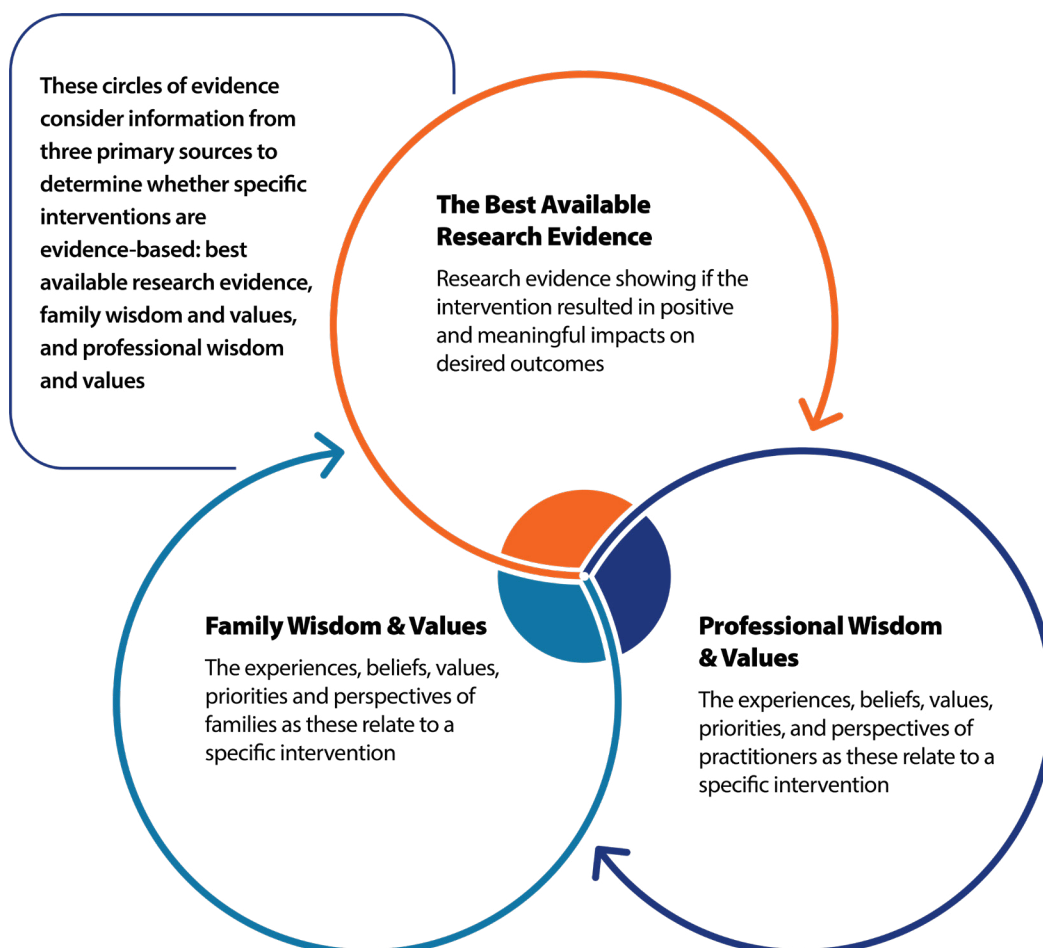 These circles of evidence
consider information from
three primary sources to
determine whether specific
interventions are
evidence-based: best
available research evidence,
family wisdom and values,
and professional wisdom
and values
The Best Available
Research Evidence
Research evidence showing if the
intervention resulted in positive
and meaningful impacts on
desired outcomes
Family Wisdom & Values
The experiences, beliefs, values,
priorities and perspectives of
families as these relate to a
specific intervention
Professional Wisdom
& Values
The experiences, beliefs, values,
priorities, and perspectives of
practitioners as these relate to a
specific intervention